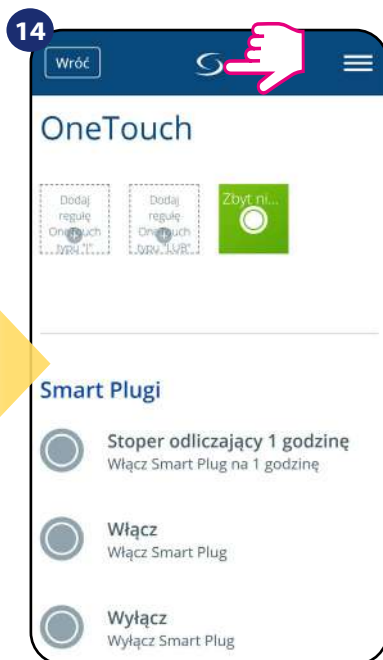 14
Wróć
OneTouch
Dodaj
regułę
OneTouch
typu "I"
Dodaj
regułę
OneTouch
typu "LUB"
Zbyt ni...
Smart Plugi
Stoper odliczający 1 godzinę
Włącz Smart Plug na 1 godzinę
Włącz
Włącz Smart Plug
Wyłącz
Wyłącz Smart Plug